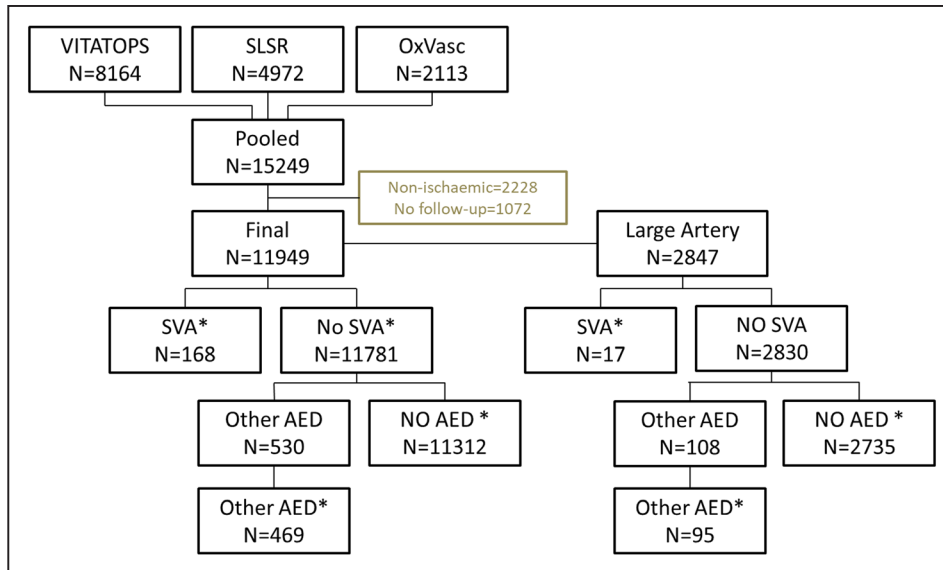 VITATOPS
N=8164
SLSR
N=4972
OxVasc
N=2113
Pooled
N=15249
Non-ischaemic=2228
No follow-up=1072
Final
N=11949
Large Artery
N=2847
SVA*
N=168
No SVA*
N=11781
SVA*
N=17
NO SVA
N=2830
Other AED
N=530
NO AED *
N=11312
Other AED
N=108
NO AED *
N=2735
Other AED*
N=469
Other AED*
N=95